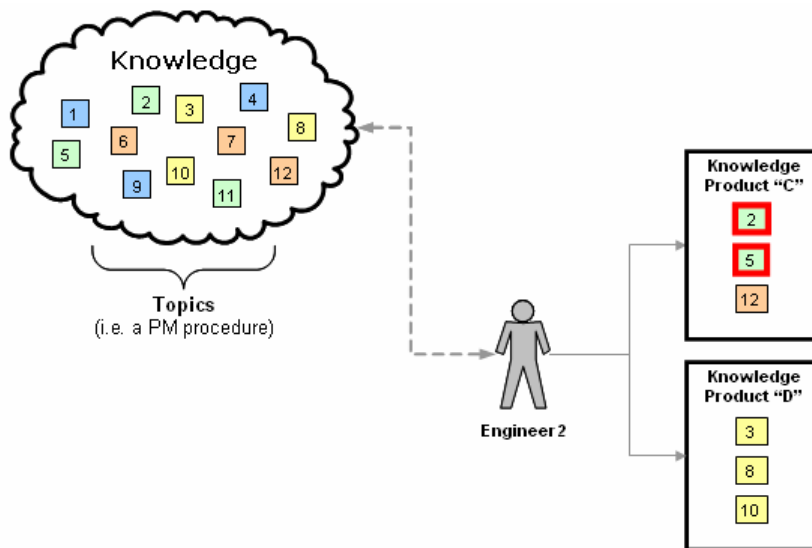 Knowledge
1
2
3
4
5
6
7
8
9
10
11
12
Topics
(i.e. a PM procedure)
Engineer 2
Knowledge
Product “C”
2
5
12
Knowledge
Product “D”
3
8
10